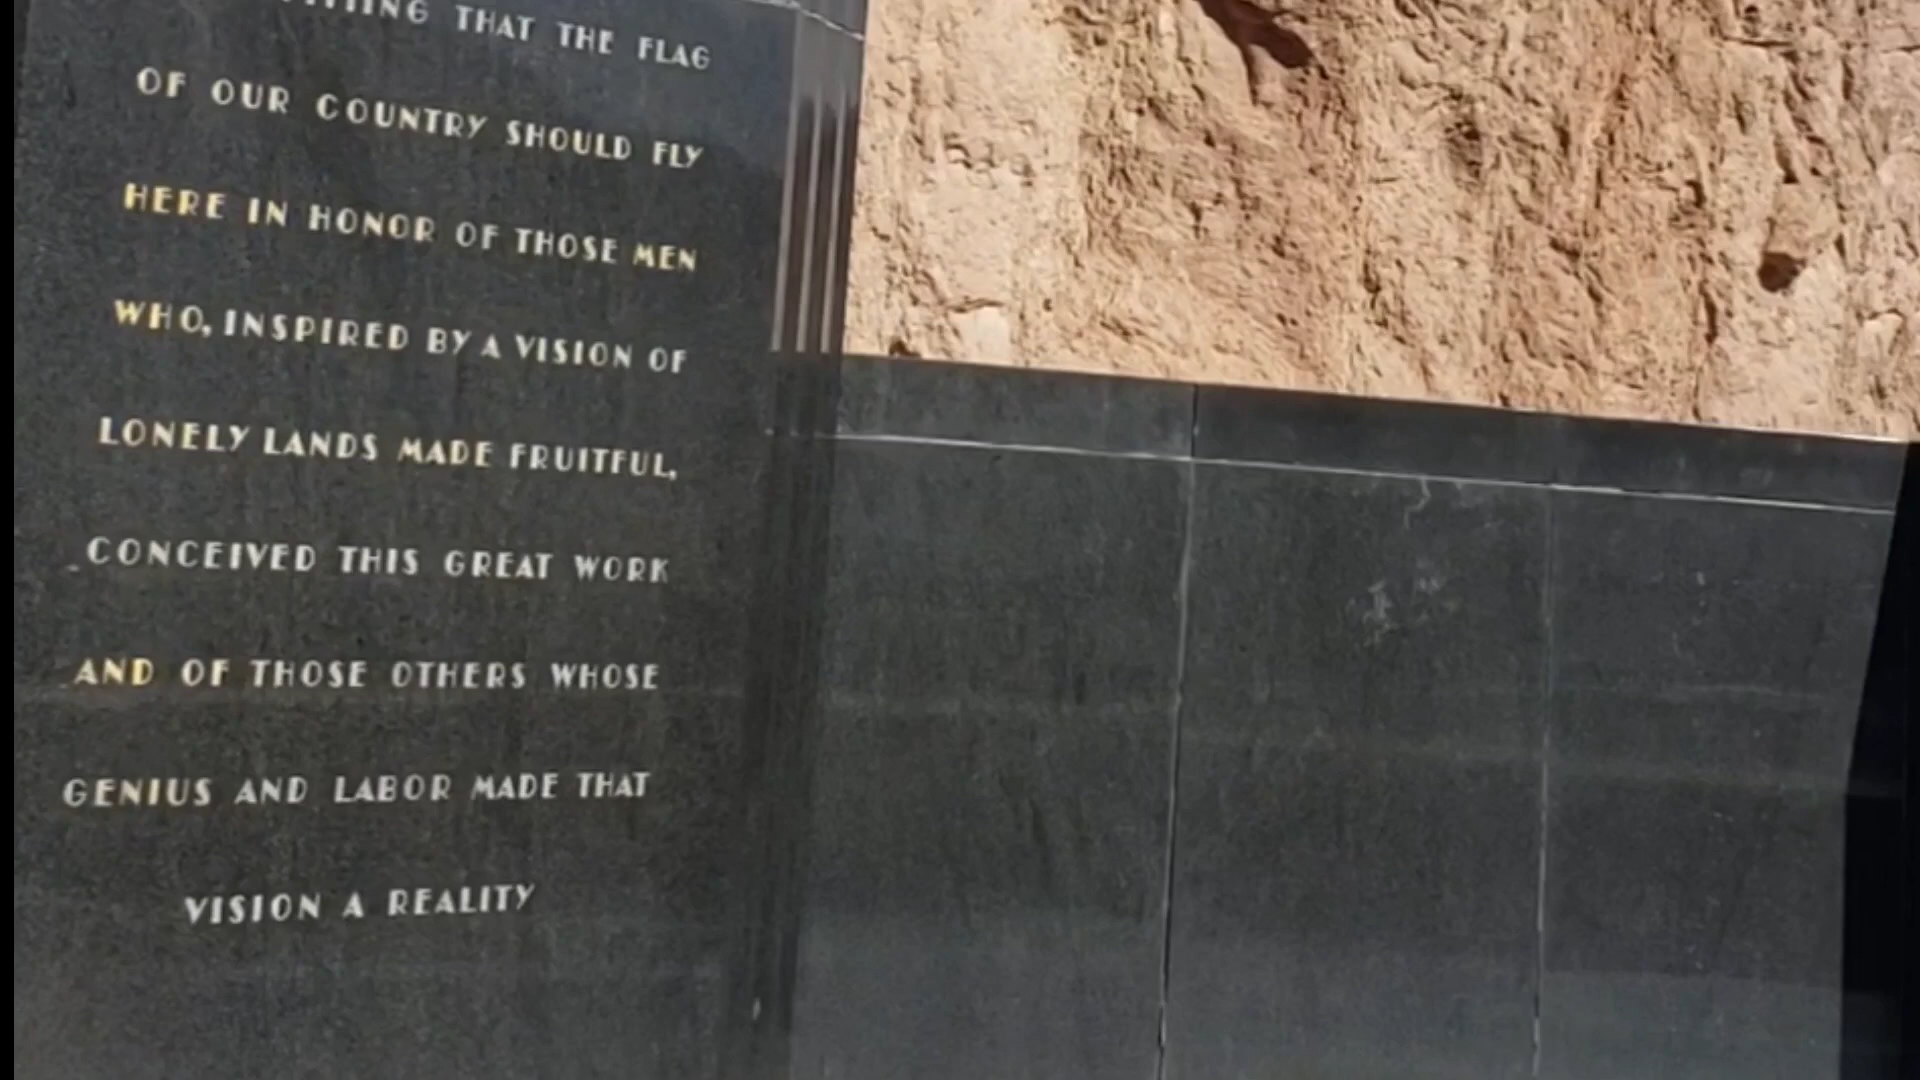 THAT THE FLAG
OF OUR COUNTRY SHOULD FLY
HERE IN HONOR OF THOSE MEN
WHO, INSPIRED BY A VISION OF
LONELY LANDS MADE FRUITFUL,
CONCEIVED THIS GREAT WORK
AND OF THOSE OTHERS WHOSE
GENIUS AND LABOR MADE THAT
VISION A REALITY